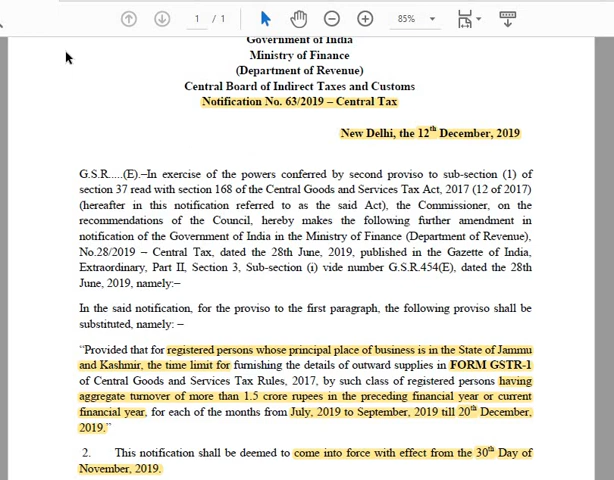 1 / 1
85%
Government of India
Ministry of Finance
(Department of Revenue)
Central Board of Indirect Taxes and Customs
Notification No. 63/2019 – Central Tax
New Delhi, the 12th December, 2019
G.S.R.....(E).–In exercise of the powers conferred by second proviso to sub-section (1) of
section 37 read with section 168 of the Central Goods and Services Tax Act, 2017 (12 of 2017)
(hereafter in this notification referred to as the said Act), the Commissioner, on the
recommendations of the Council, hereby makes the following further amendment in
notification of the Government of India in the Ministry of Finance (Department of Revenue),
No.28/2019 – Central Tax, dated the 28th June, 2019, published in the Gazette of India,
Extraordinary, Part II, Section 3, Sub-section (i) vide number G.S.R.454(E), dated the 28th
June, 2019, namely:–
In the said notification, for the proviso to the first paragraph, the following proviso shall be
substituted, namely: –
“Provided that for registered persons whose principal place of business is in the State of Jammu
and Kashmir, the time limit for furnishing the details of outward supplies in FORM GSTR-1
of Central Goods and Services Tax Rules, 2017, by such class of registered persons having
aggregate turnover of more than 1.5 crore rupees in the preceding financial year or current
financial year, for each of the months from July, 2019 to September, 2019 till 20th December,
2019.”
2. This notification shall be deemed to come into force with effect from the 30th Day of
November, 2019.